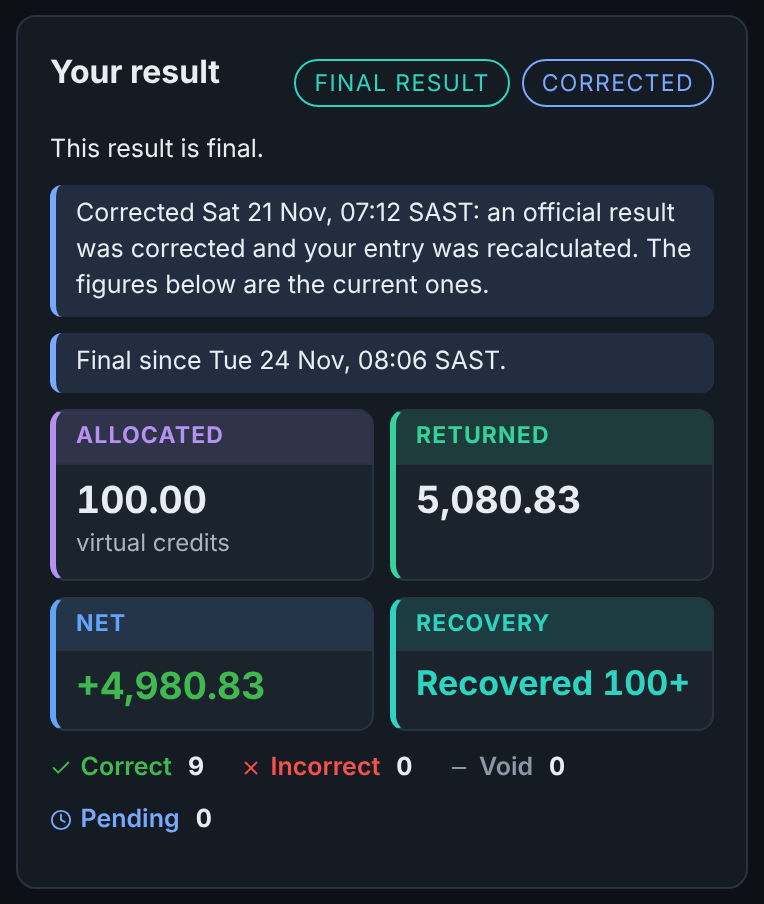 Your result
FINAL RESULT
CORRECTED
This result is final.
Corrected Sat 21 Nov, 07:12 SAST: an official result
was corrected and your entry was recalculated. The
figures below are the current ones.
Final since Tue 24 Nov, 08:06 SAST.
ALLOCATED
100.00
virtual credits
RETURNED
5,080.83
NET
+4,980.83
RECOVERY
Recovered 100+
Correct 9
Incorrect 0
Void 0
Pending 0